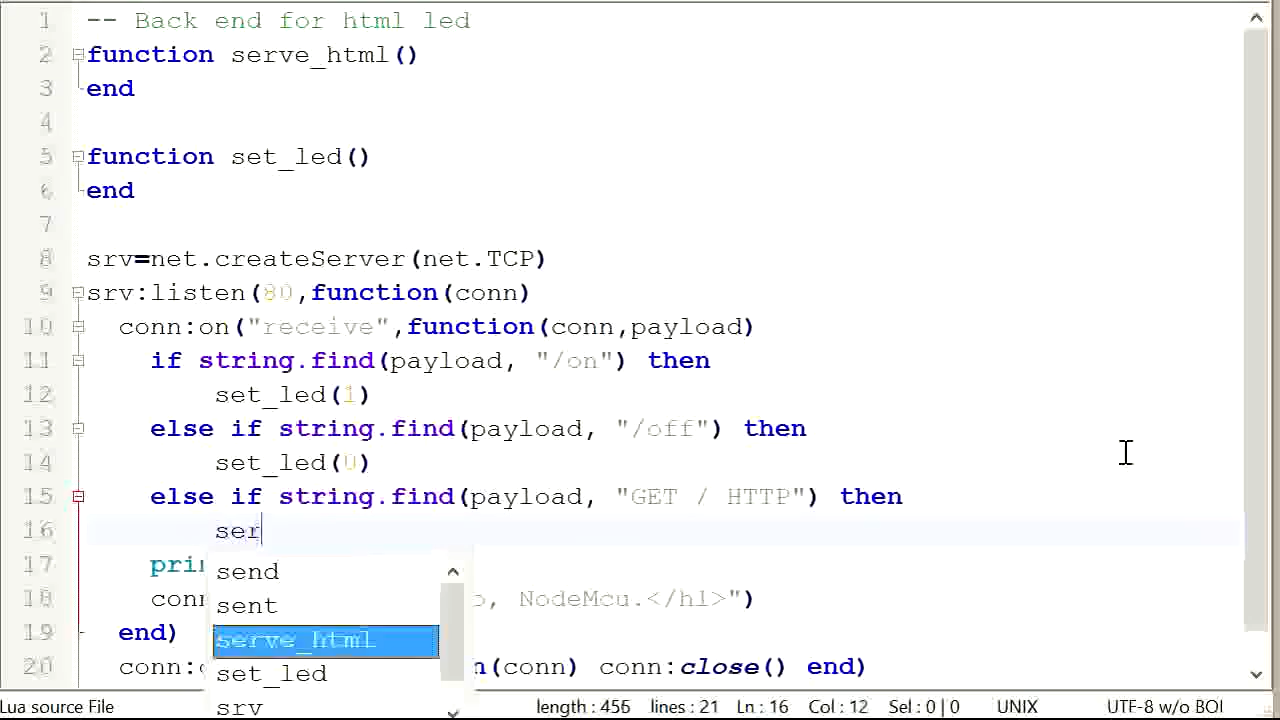 1 -- Back end for html led
2 function serve_html()
3 end
4
5 function set_led()
6 end
7
8 srv=net.createServer(net.TCP)
9 srv:listen(80,function(conn)
10 conn:on("receive",function(conn,payload)
11 if string.find(payload, "/on") then
12 set_led(1)
13 else if string.find(payload, "/off") then
14 set_led(0)
15 else if string.find(payload, "GET / HTTP") then
16 ser
17 pri
send
18 conn , NodeMcu.</h1>")
sent
19 end)
serve_html
20 conn: (conn) conn:close() end)
set_led
srv
Lua source File length : 456 lines : 21 Ln : 16 Col : 12 Sel : 0 | 0 UNIX UTF-8 w/o BO